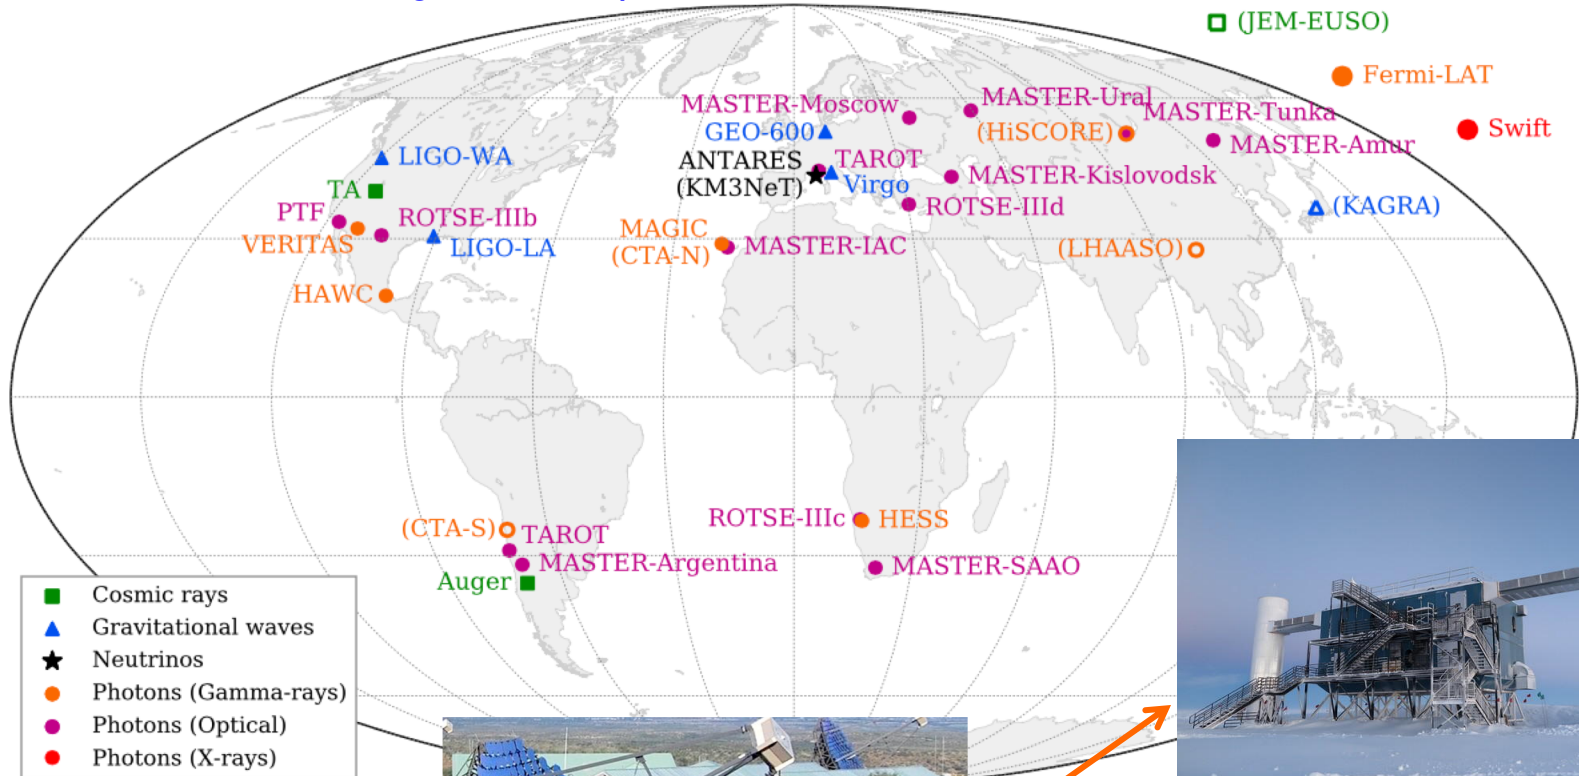 (JEM-EUSO)
Fermi-LAT
Swift
MASTER-Moscow
MASTER-Ural
MASTER-Tunka
GEO-600
(HiSCORE)
MASTER-Amur
LIGO-WA
ANTARES
(KM3NeT)
TAROT
Virgo
MASTER-Kislovodsk
TA
PTF
ROTSE-IIIb
ROTSE-IIId
(KAGRA)
VERITAS
LIGO-LA
MAGIC
(CTA-N)
MASTER-IAC
(LHAASO)
HAWC
(CTA-S)
TAROT
ROTSE-IIIc
HESS
MASTER-Argentina
MASTER-SAAO
Auger
Cosmic rays
Gravitational waves
Neutrinos
Photons (Gamma-rays)
Photons (Optical)
Photons (X-rays)